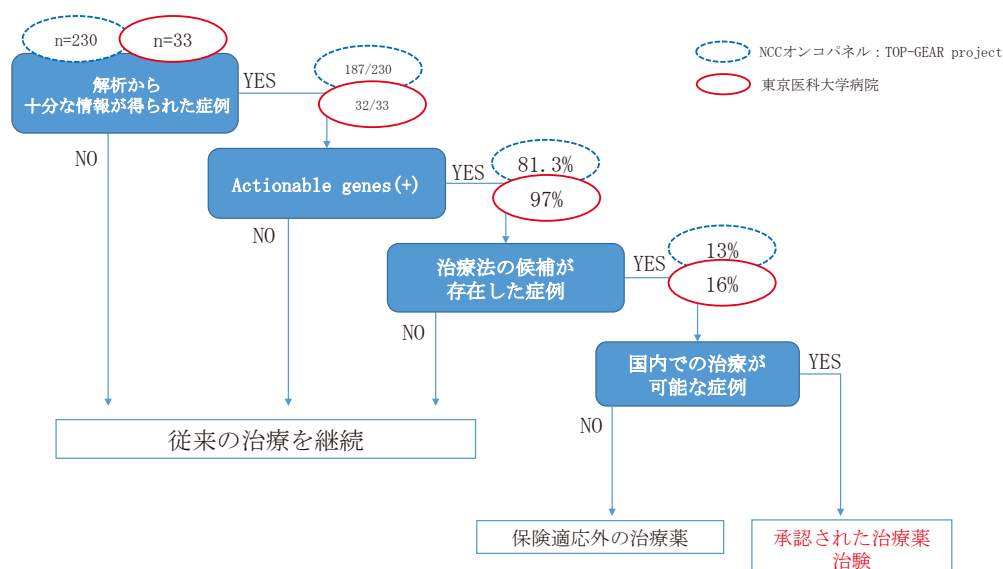 n=230
n=33
NCCオンコパネル：TOP-GEAR project
東京医科大学病院
解析から
十分な情報が得られた症例
YES
187/230
32/33
NO
Actionable genes(+)
YES
81.3%
97%
NO
治療法の候補が
存在した症例
YES
13%
16%
NO
国内での治療が
可能な症例
YES
NO
従来の治療を継続
保険適応外の治療薬
承認された治療薬
治験